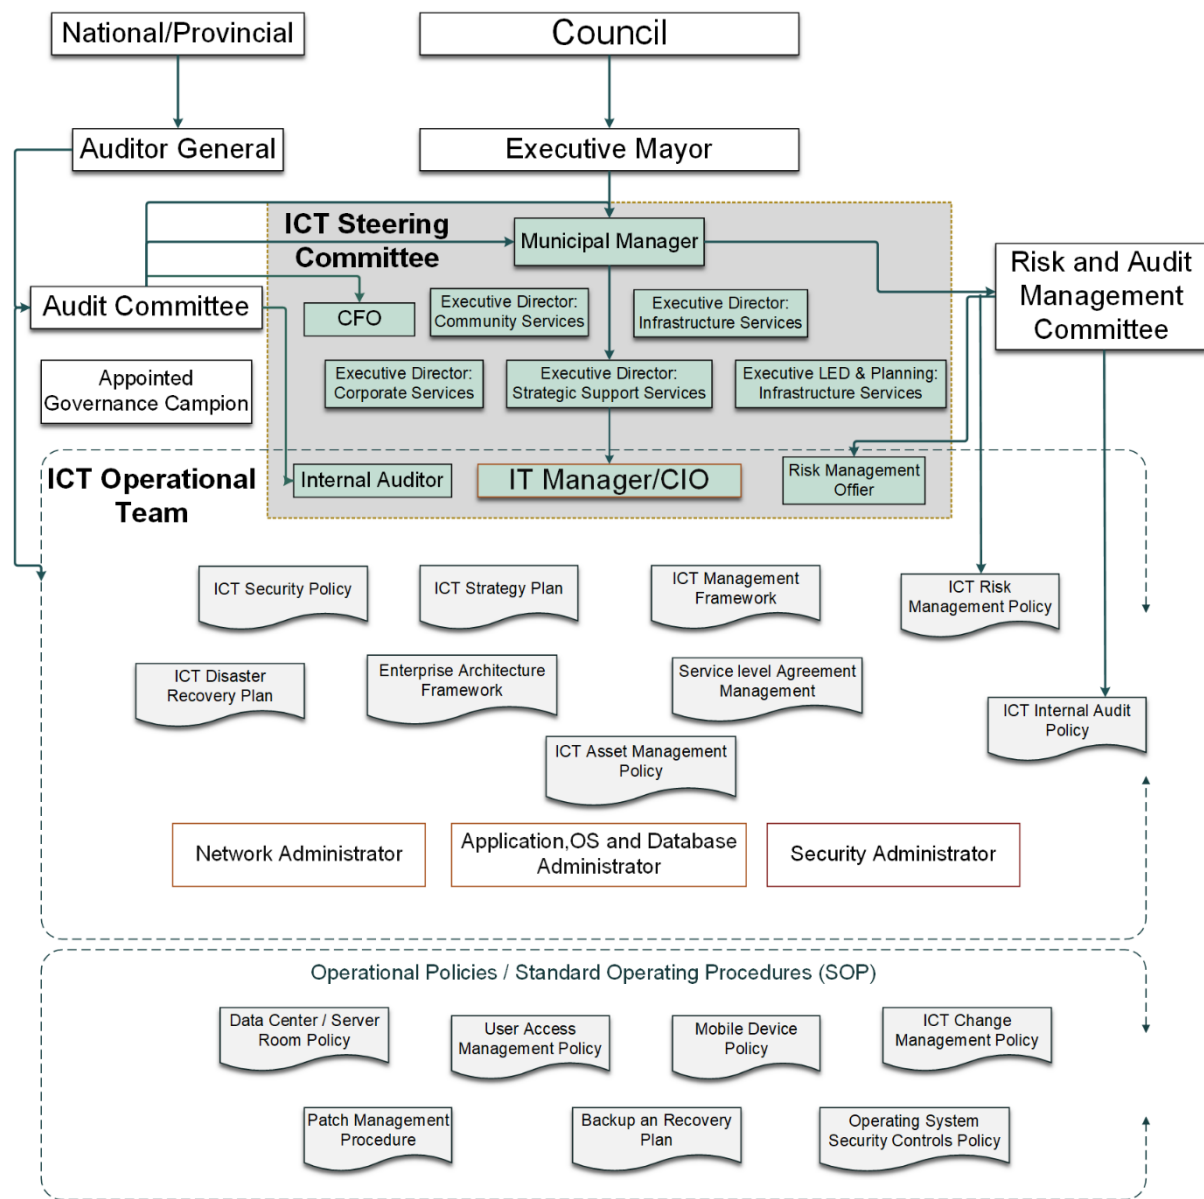 National/Provincial
Council
Auditor General
Executive Mayor
ICT Steering
Committee
Municipal Manager
Audit Committee
CFO
Executive Director:
Community Services
Executive Director:
Infrastructure Services
Risk and Audit
Management
Committee
Appointed
Governance Campion
Executive Director:
Corporate Services
Executive Director:
Strategic Support Services
Executive LED & Planning:
Infrastructure Services
ICT Operational
Team
Internal Auditor
IT Manager/CIO
Risk Management
Offier
ICT Security Policy
ICT Strategy Plan
ICT Management
Framework
ICT Risk
Management Policy
ICT Disaster
Recovery Plan
Enterprise Architecture
Framework
Service level Agreement
Management
ICT Internal Audit
Policy
ICT Asset Management
Policy
Network Administrator
Application,OS and Database
Administrator
Security Administrator
Operational Policies / Standard Operating Procedures (SOP)
Data Center / Server
Room Policy
User Access
Management Policy
Mobile Device
Policy
ICT Change
Management Policy
Patch Management
Procedure
Backup an Recovery
Plan
Operating System
Security Controls Policy